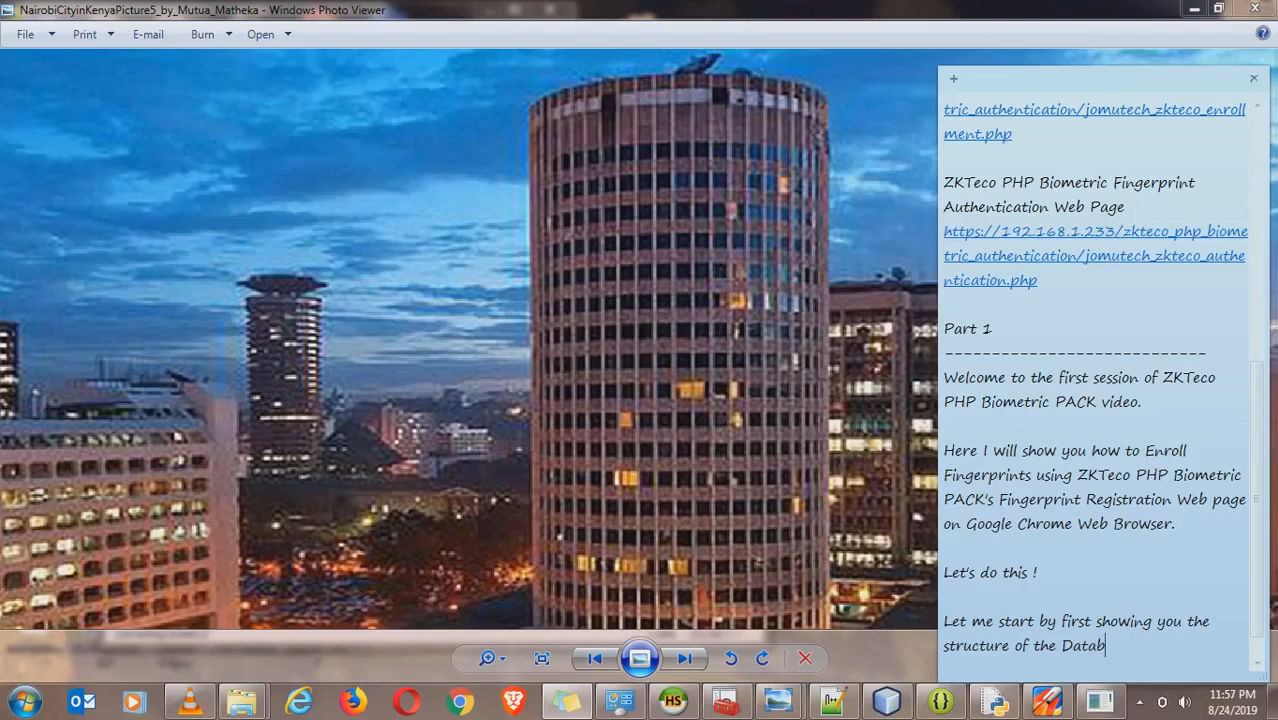 NairobiCityinKenyaPicture5_by_Mutua_Matheka - Windows Photo Viewer
File Print E-mail Burn Open
tric_authentication/jomutech_zkteco_enroll
ment.php
ZKTeco PHP Biometric Fingerprint
Authentication Web Page
https://192.168.1.233/zkteco_php_biome
tric_authentication/jomutech_zkteco_authe
ntication.php
Part 1
----------------------------
Welcome to the first session of ZKTeco
PHP Biometric PACK video.
Here I will show you how to Enroll
Fingerprints using ZKTeco PHP Biometric
PACK's Fingerprint Registration Web page
on Google Chrome Web Browser.
Let's do this !
Let me start by first showing you the
structure of the Datab
HS
11:57 PM
8/24/2019